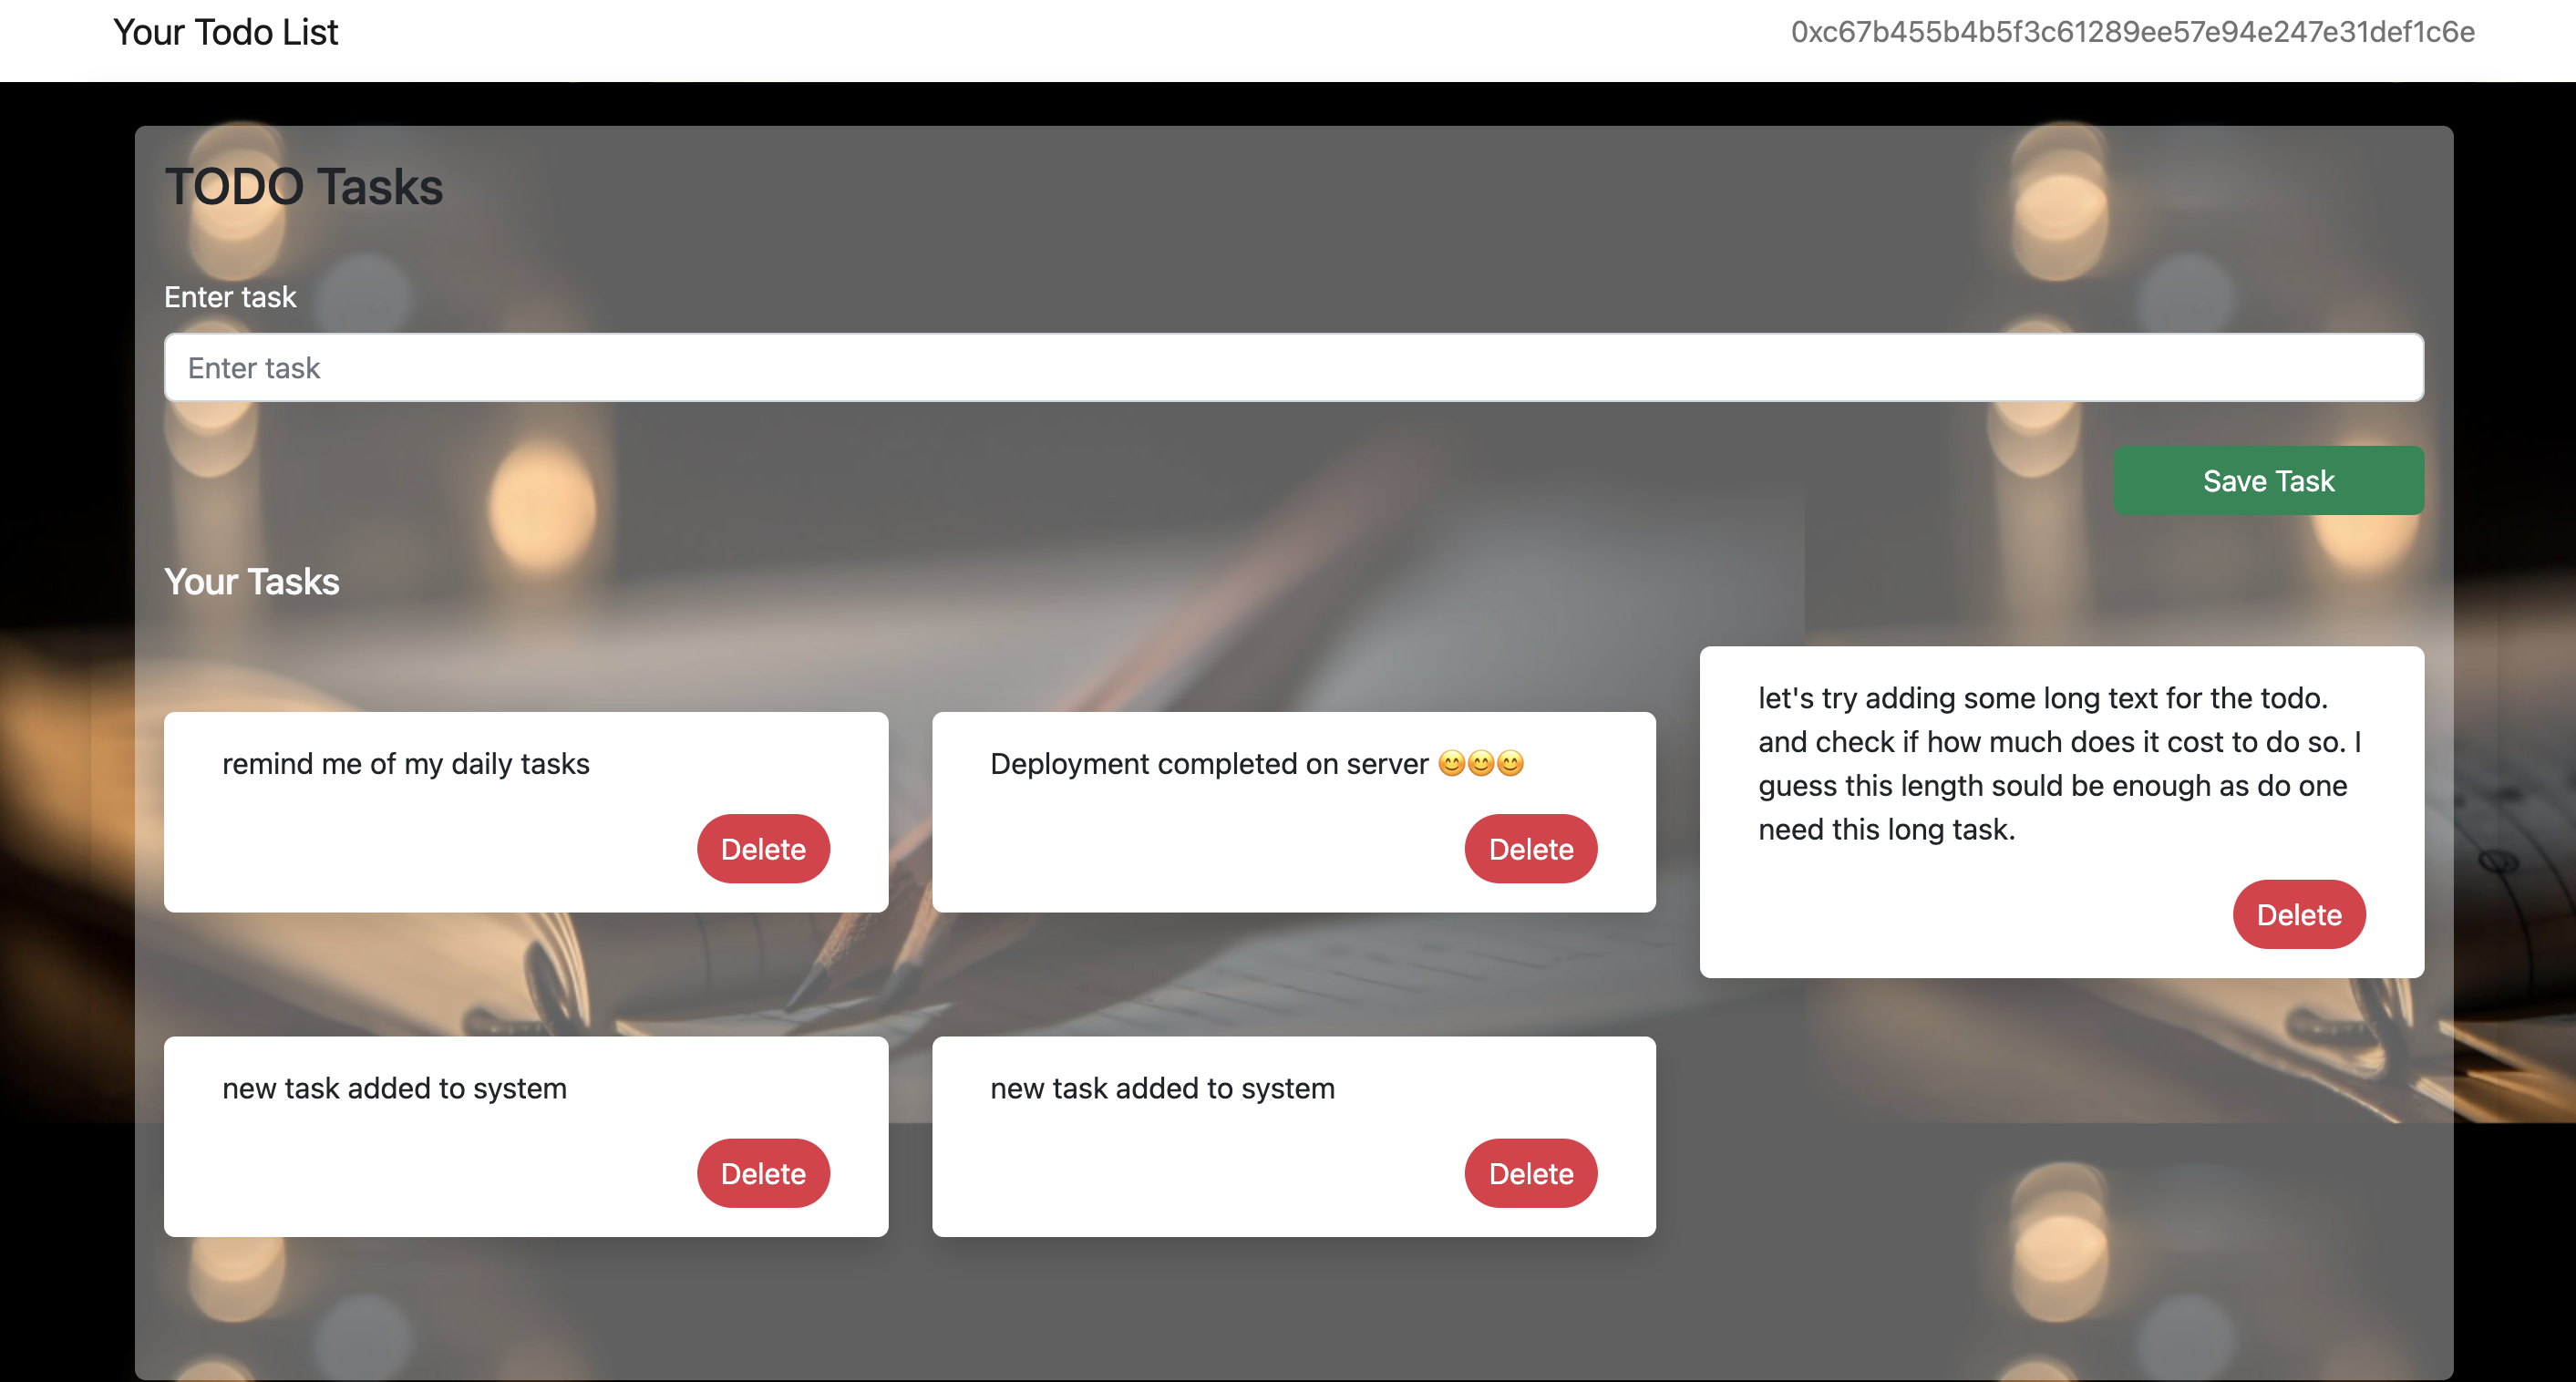 Your Todo List
0xc67b455b4b5f3c61289ee57e94e247e31def1c6e
TODO Tasks
Enter task
Enter task
Save Task
Your Tasks
remind me of my daily tasks
Delete
Deployment completed on server 😊😊😊
Delete
let's try adding some long text for the todo.
and check if how much does it cost to do so. I
guess this length sould be enough as do one
need this long task.
Delete
new task added to system
Delete
new task added to system
Delete